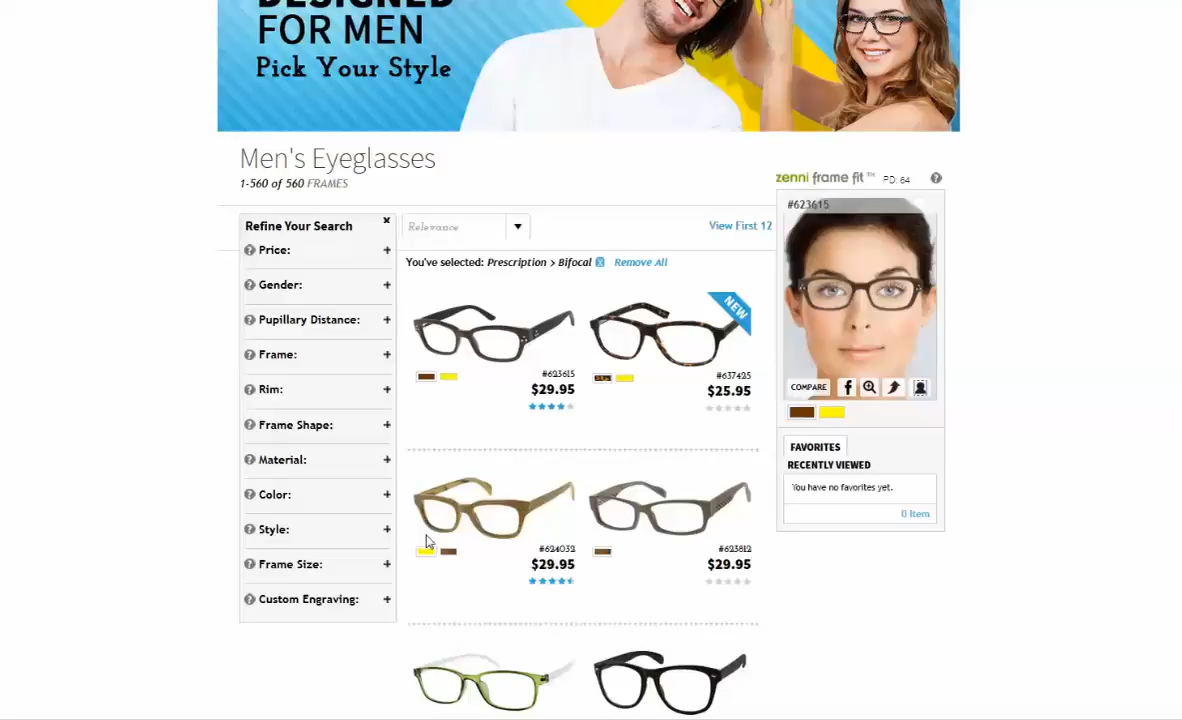 DESIGNED
FOR MEN
Pick Your Style
Men's Eyeglasses
1-560 of 560 FRAMES
zenni frame fit™ PD: 64
#623615
Refine Your Search
Price:
Gender:
Pupillary Distance:
Frame:
Rim:
Frame Shape:
Material:
Color:
Style:
Frame Size:
Custom Engraving:
Relevance
View First 12
You've selected: Prescription > Bifocal x Remove All
#623615
$29.95
NEW
#637425
$25.95
#624032
$29.95
#623812
$29.95
COMPARE
FAVORITES
RECENTLY VIEWED
You have no favorites yet.
0 Item